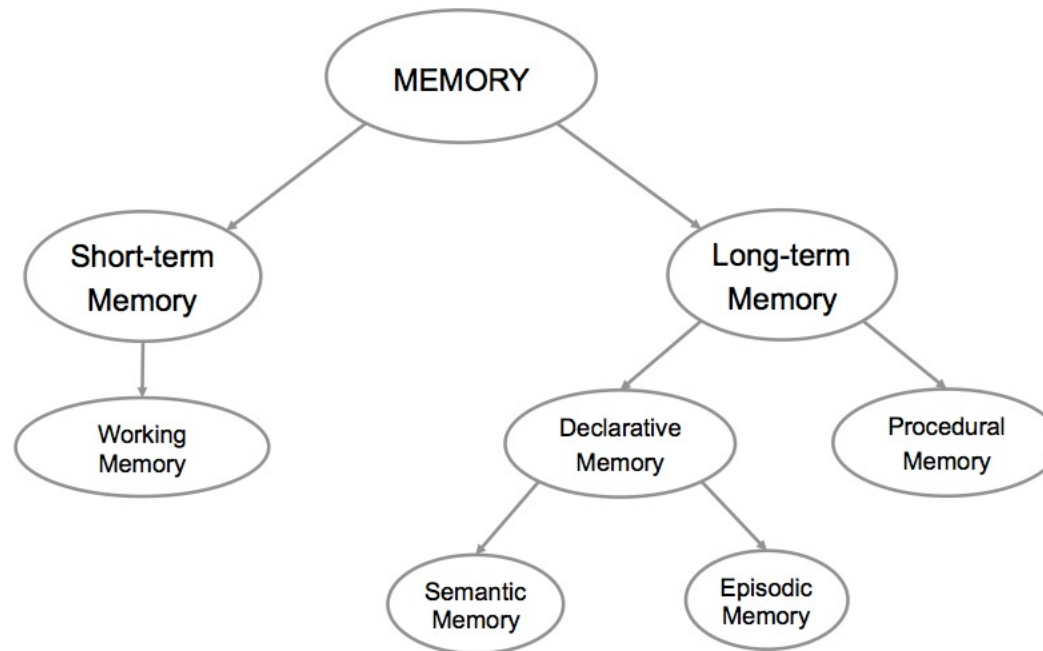 MEMORY
Short-term
Memory
Long-term
Memory
Working
Memory
Declarative
Memory
Procedural
Memory
Semantic
Memory
Episodic
Memory